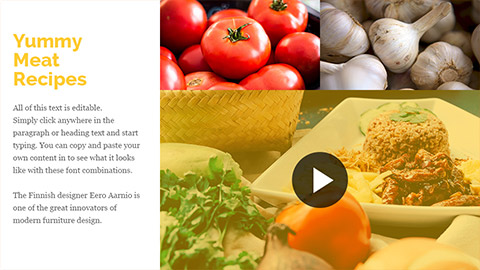 Yummy
Meat
Recipes
All of this text is editable.
Simply click anywhere in the
paragraph or heading text and start
typing. You can copy and paste your
own content in to see what it looks
like with these font combinations.
The Finnish designer Eero Aarnio is
one of the great innovators of
modern furniture design.